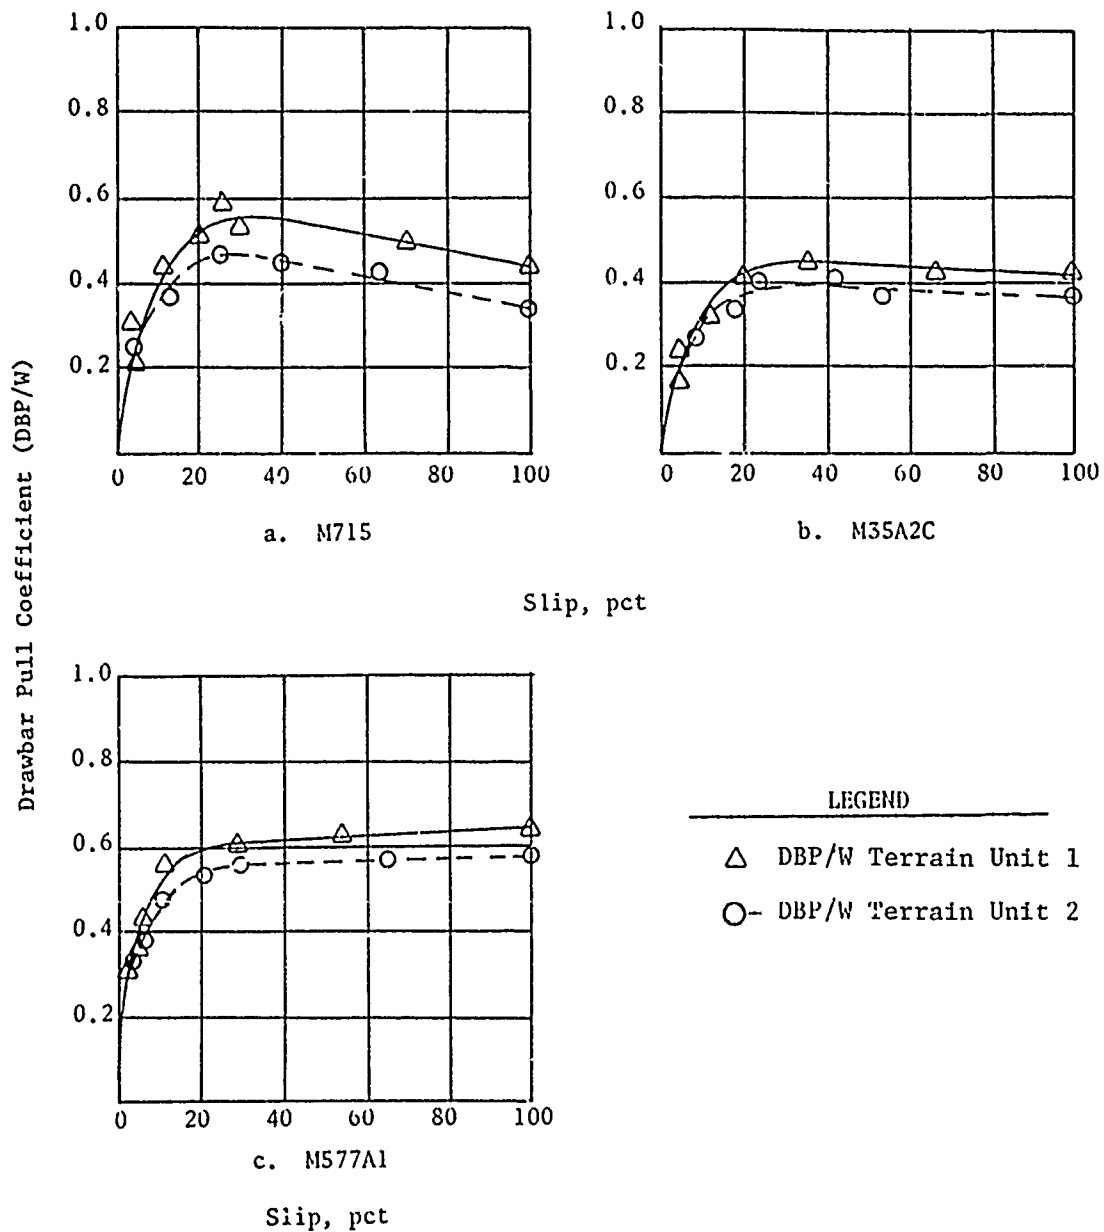 Drawbar Pull Coefficient (DBP/W)
1.0
0.8
0.6
0.4
0.2
0 20 40 60 80 100
a. M715
1.0
0.8
0.6
0.4
0.2
0 20 40 60 80 100
b. M35A2C
Slip, pct
1.0
0.8
0.6
0.4
0.2
0 20 40 60 80 100
c. M577A1
Slip, pct
LEGEND
DBP/W Terrain Unit 1
DBP/W Terrain Unit 2